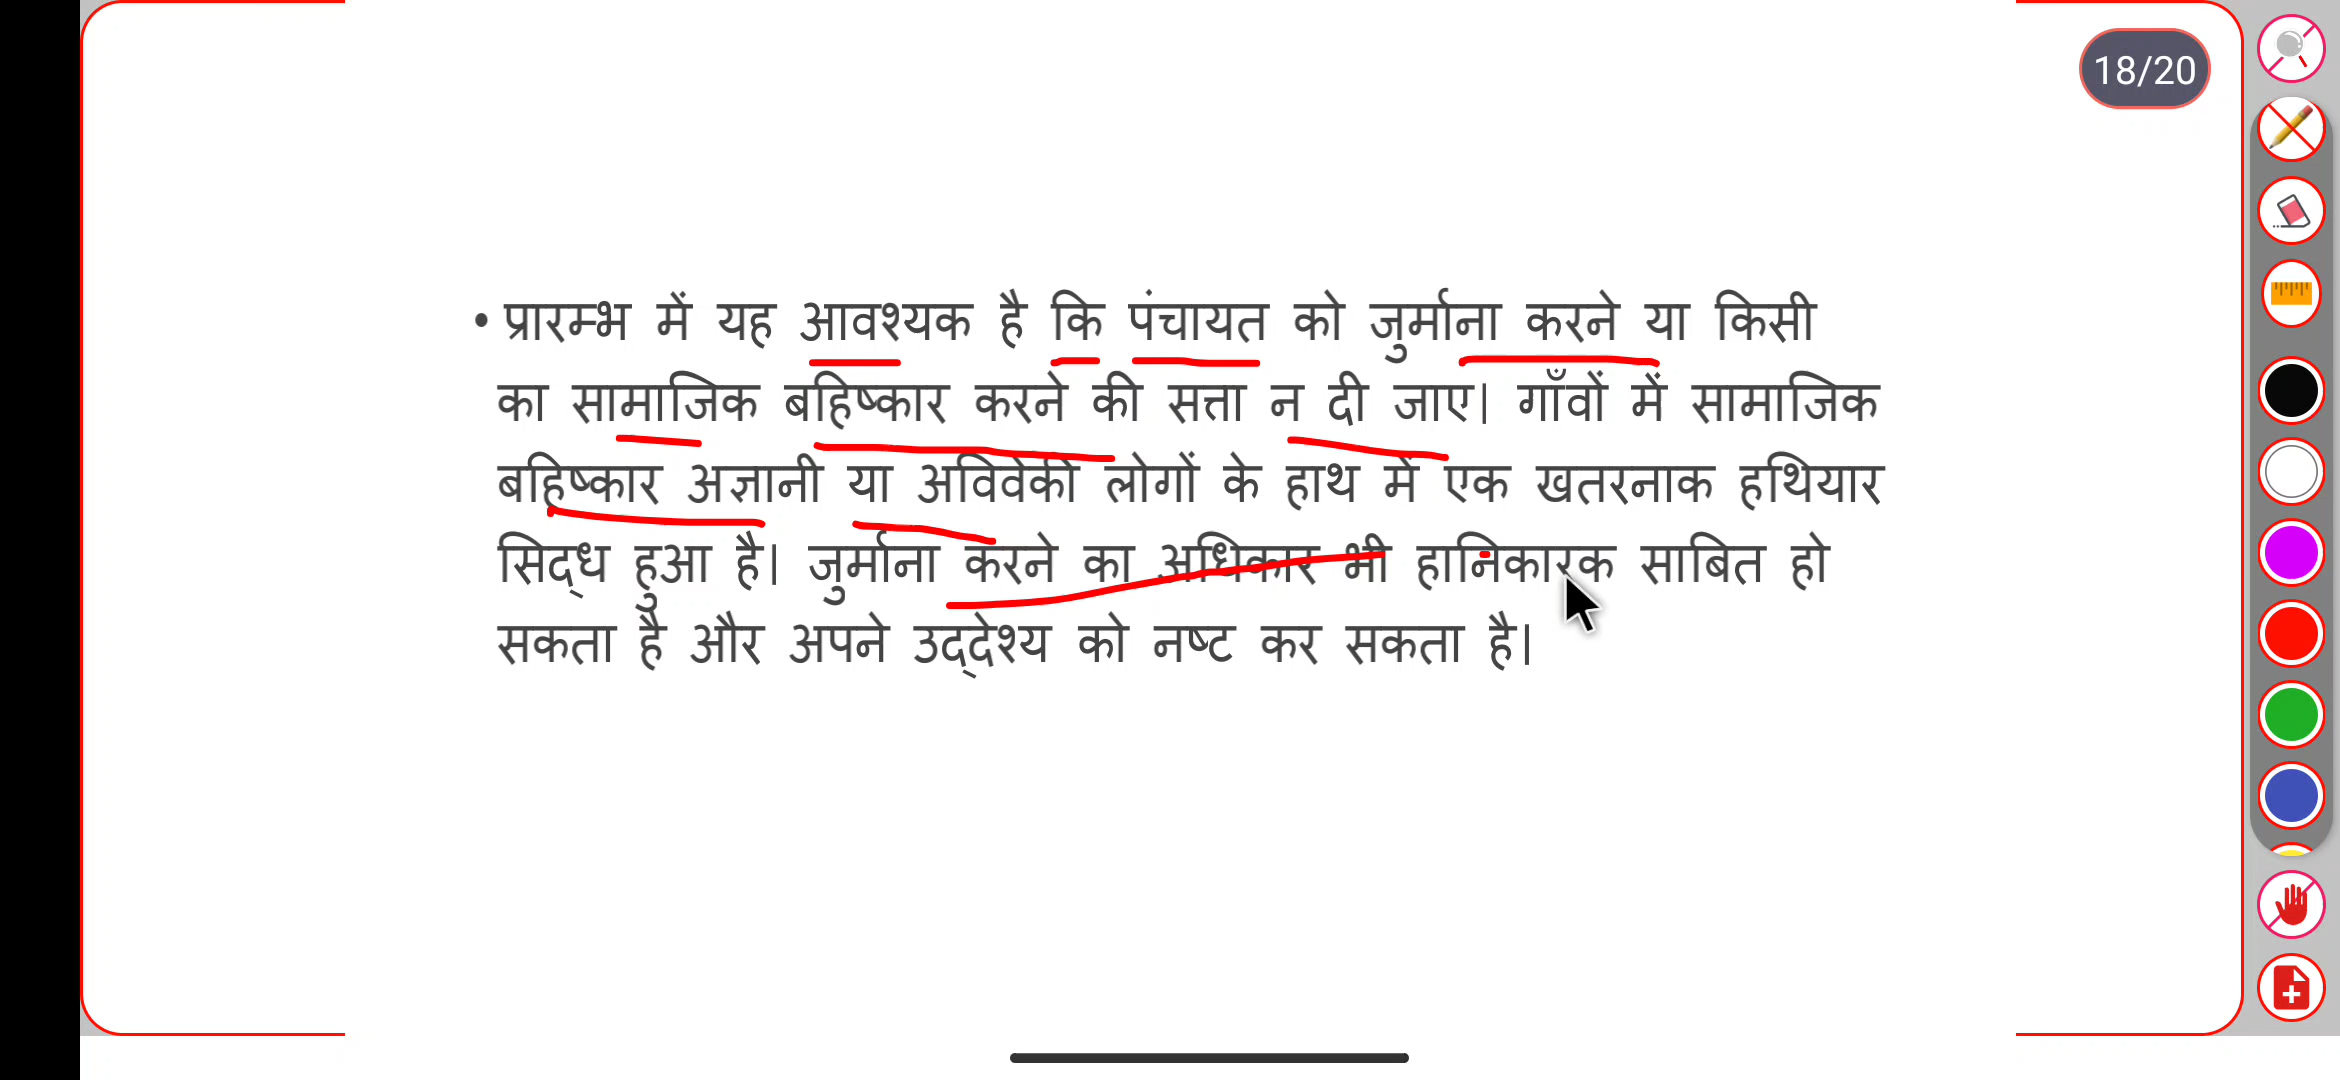 18/20
• प्रारम्भ में यह आवश्यक है कि पंचायत को जुर्माना करने या किसी
का सामाजिक बहिष्कार करने की सत्ता न दी जाए। गाँवों में सामाजिक
बहिष्कार अज्ञानी या अविवेकी लोगों के हाथ में एक खतरनाक हथियार
सिद्ध हुआ है। जुर्माना करने का अधिकार भी हानिकारक साबित हो
सकता है और अपने उद्देश्य को नष्ट कर सकता है।